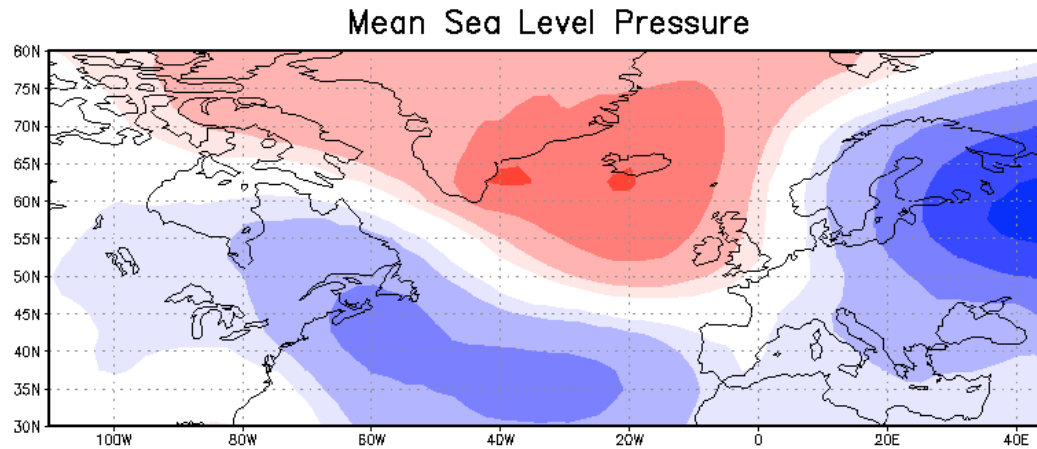 Mean Sea Level Pressure
80N
75N
70N
65N
60N
55N
50N
45N
40N
35N
30N
100W 80W 60W 40W 20W 0 20E 40E